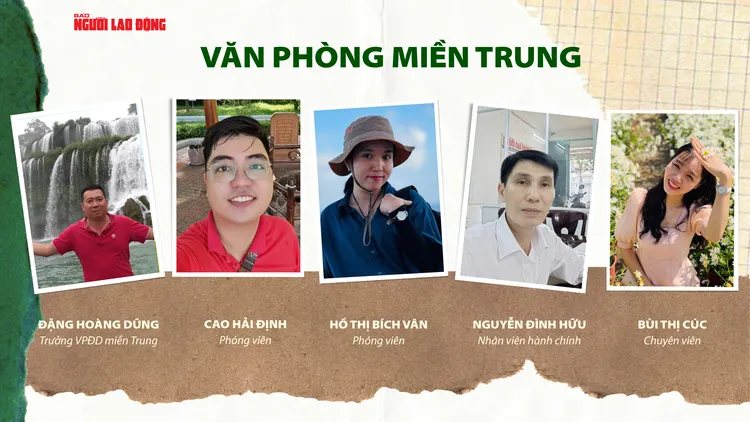 BÁO
NGƯỜI LAO ĐỘNG
VĂN PHÒNG MIỀN TRUNG
ĐẶNG HOÀNG DŨNG
Trưởng VPĐD miền Trung
CAO HẢI ĐỊNH
Phóng viên
HỒ THỊ BÍCH VÂN
Phóng viên
NGUYỄN ĐÌNH HỮU
Nhân viên hành chính
BÙI THỊ CÚC
Chuyên viên